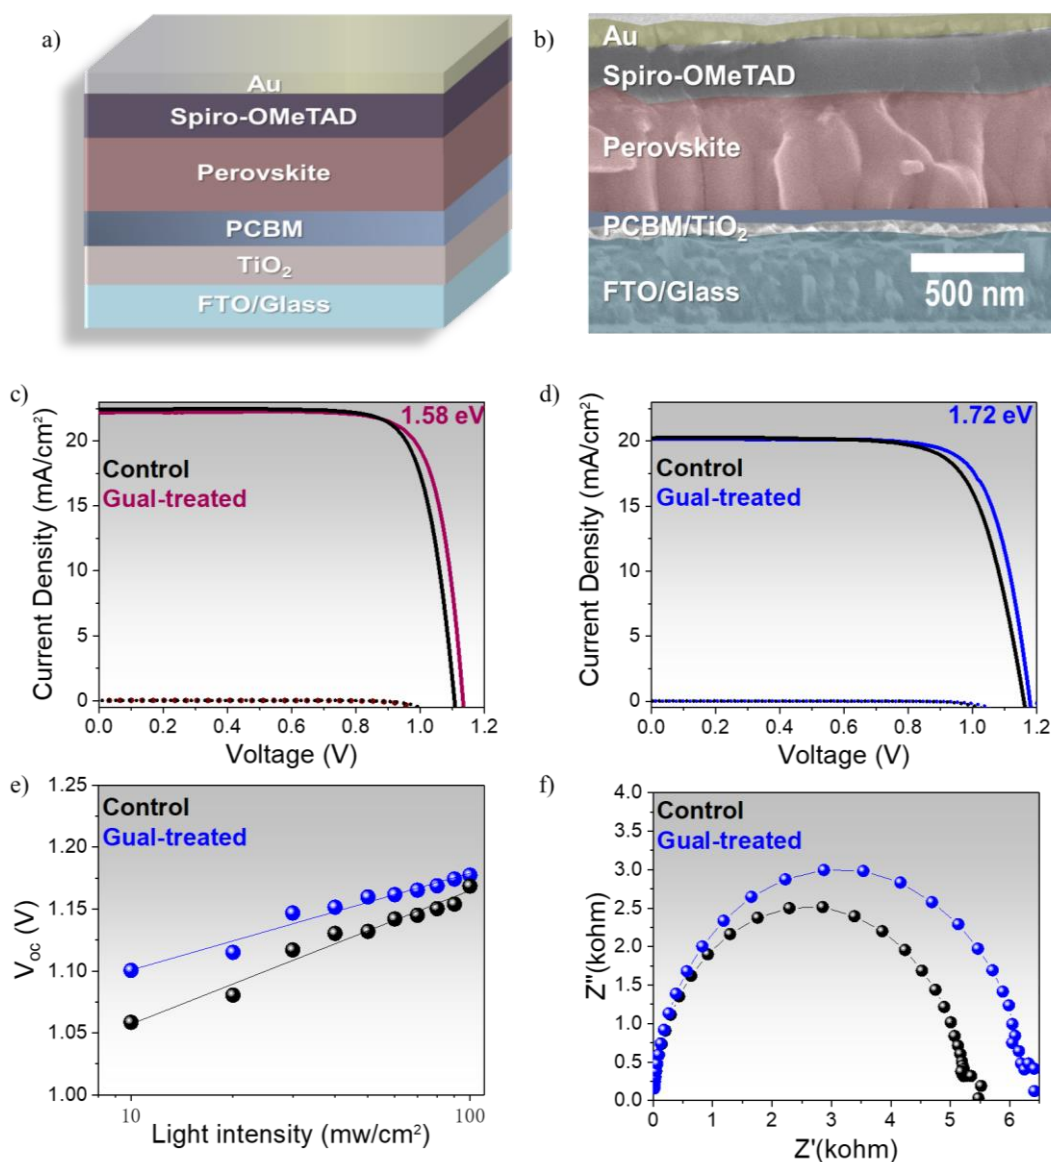 a)
Au
Spiro-OMeTAD
Perovskite
PCBM
TiO₂
FTO/Glass
b)
Au
Spiro-OMeTAD
Perovskite
PCBM/TiO₂
FTO/Glass
500 nm
c)
1.58 eV
Control
Gual-treated
Current Density (mA/cm²)
20
15
10
5
0
0.0 0.2 0.4 0.6 0.8 1.0 1.2
Voltage (V)
d)
1.72 eV
Control
Gual-treated
Current Density (mA/cm²)
20
15
10
5
0
0.0 0.2 0.4 0.6 0.8 1.0 1.2
Voltage (V)
e)
Control
Gual-treated
V_oc (V)
1.25
1.20
1.15
1.10
1.05
1.00
10 100
Light intensity (mw/cm²)
f)
Control
Gual-treated
Z"(kohm)
4.0
3.5
3.0
2.5
2.0
1.5
1.0
0.5
0.0
0 1 2 3 4 5 6
Z'(kohm)